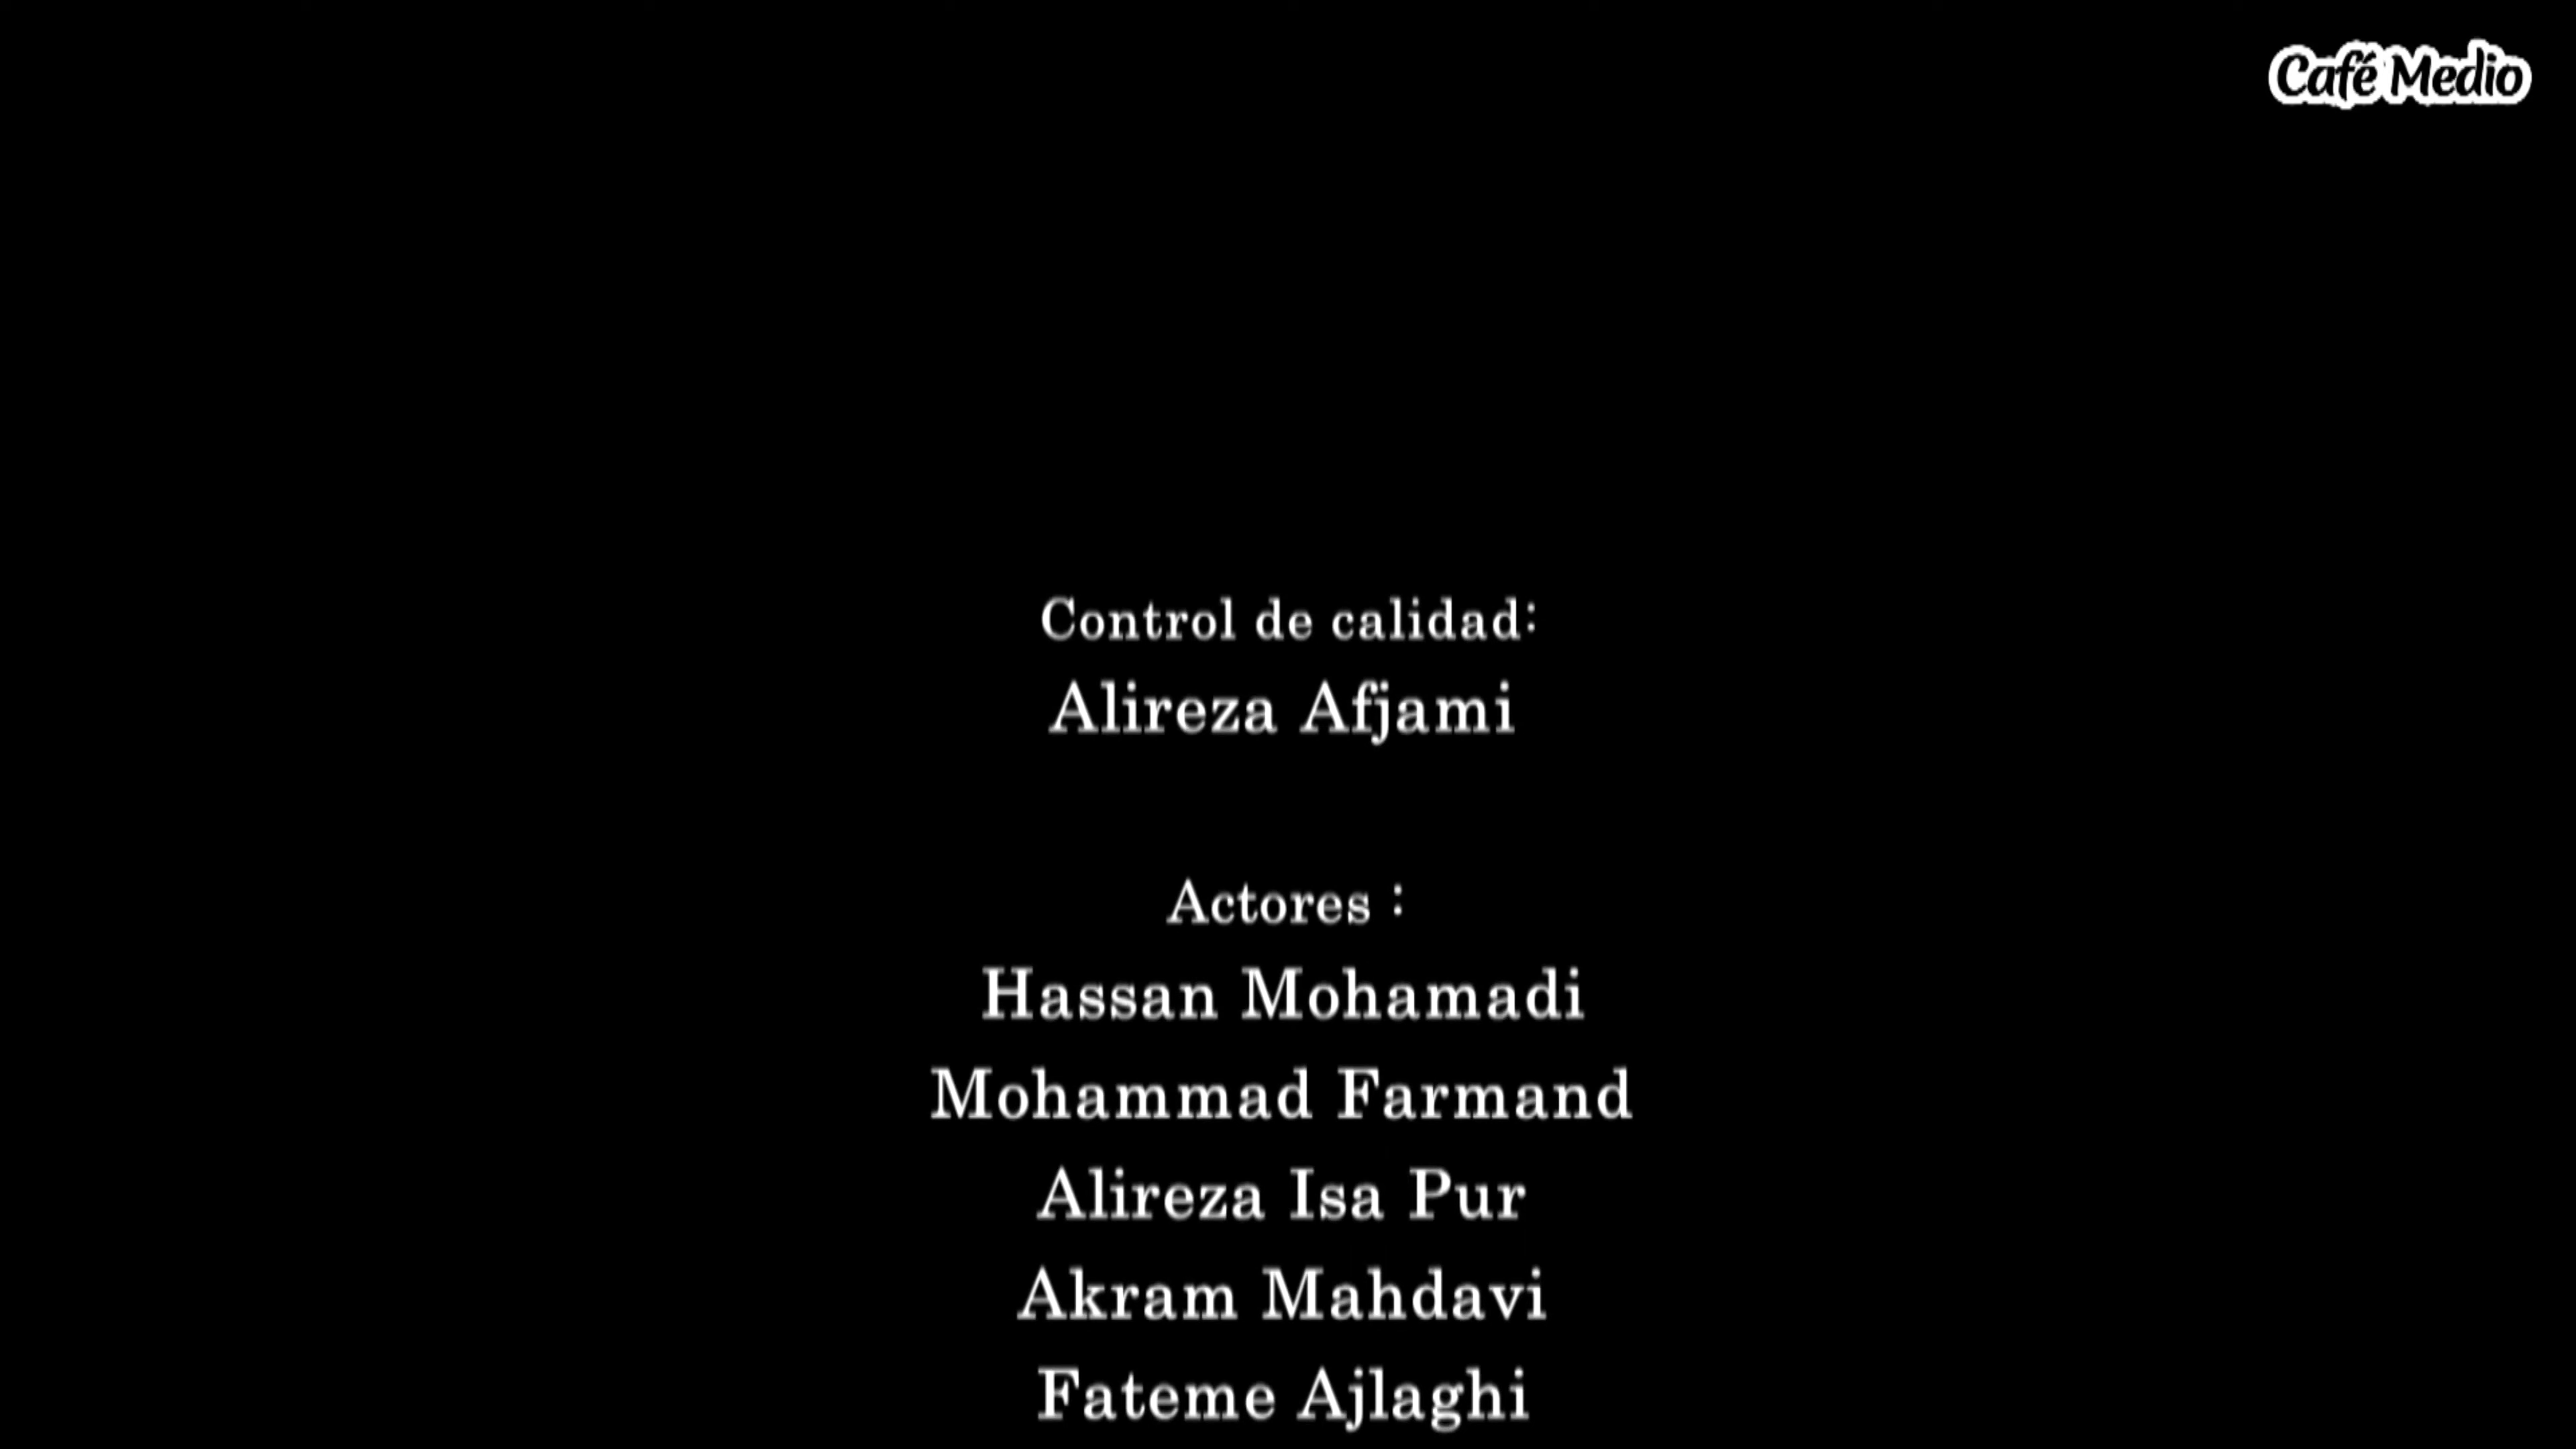 Café Medio
Control de calidad:
Alireza Afjami
Actores :
Hassan Mohamadi
Mohammad Farmand
Alireza Isa Pur
Akram Mahdavi
Fateme Ajlaghi